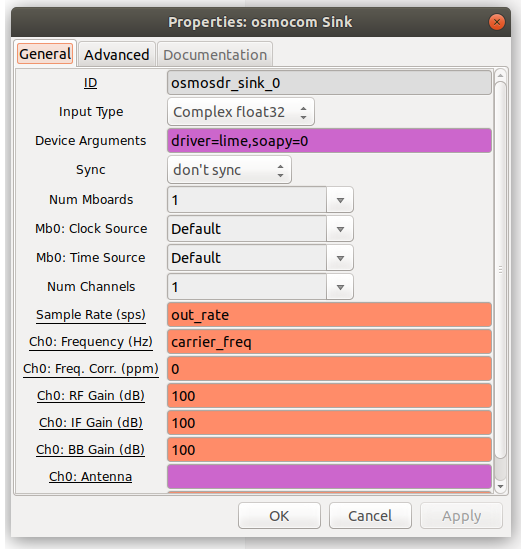 Properties: osmocom Sink
General Advanced Documentation
ID osmosdr_sink_0
Input Type Complex float32
Device Arguments driver=lime,soapy=0
Sync don't sync
Num Mboards 1
Mb0: Clock Source Default
Mb0: Time Source Default
Num Channels 1
Sample Rate (sps) out_rate
Ch0: Frequency (Hz) carrier_freq
Ch0: Freq. Corr. (ppm) 0
Ch0: RF Gain (dB) 100
Ch0: IF Gain (dB) 100
Ch0: BB Gain (dB) 100
Ch0: Antenna
OK Cancel Apply